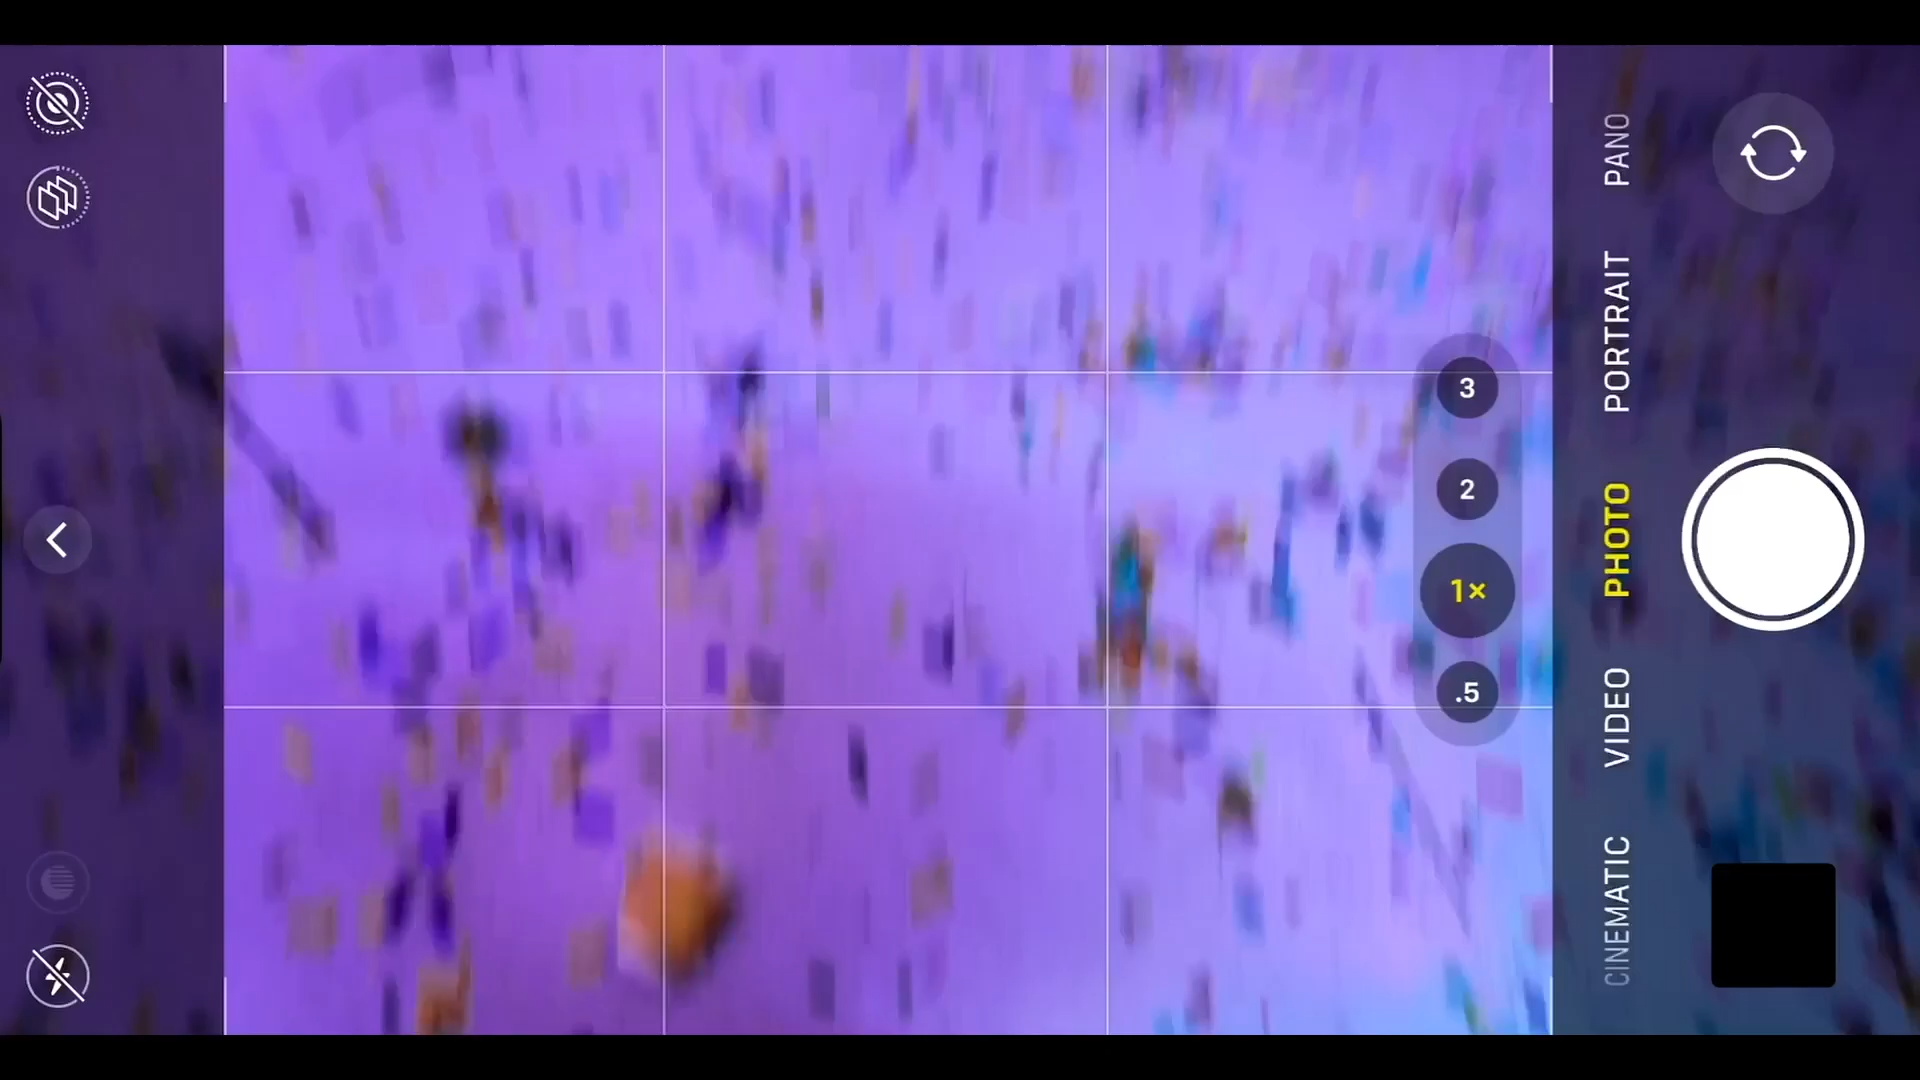 3
2
1×
.5
PANO
PORTRAIT
PHOTO
VIDEO
CINEMATIC